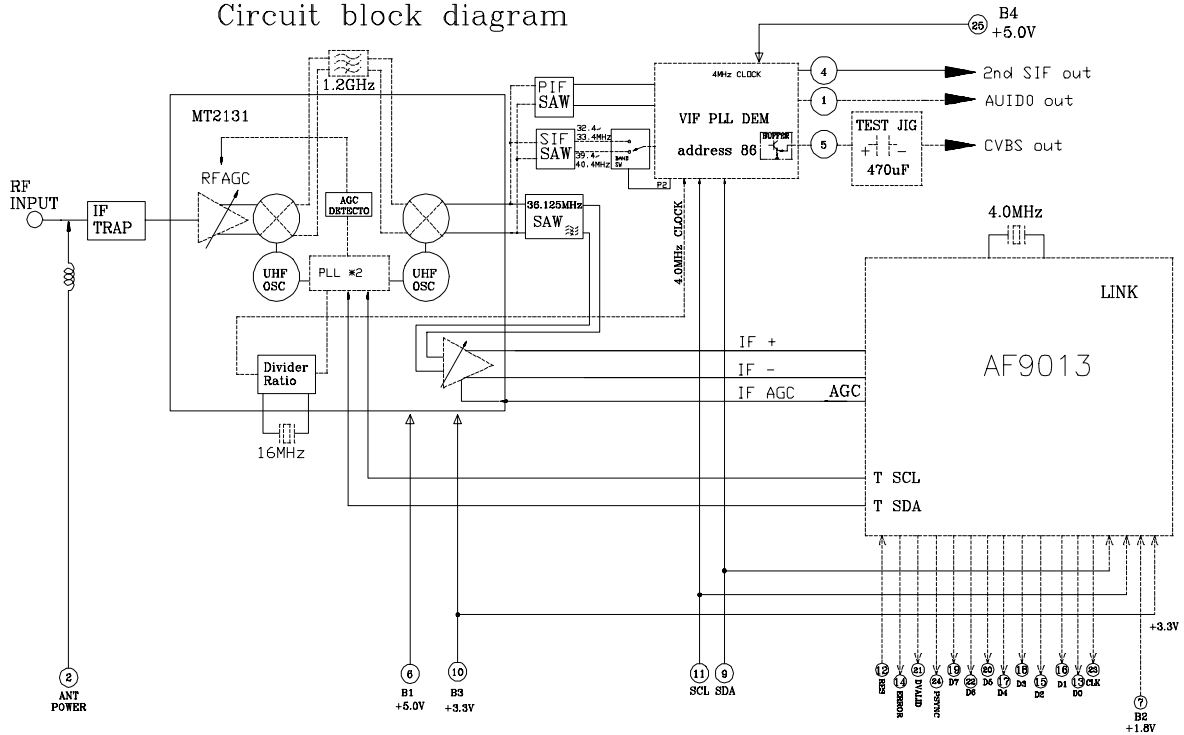 Circuit block diagram
25
B4
+5.0V
4MHz CLOCK
4
2nd SIF out
1.2GHz
PIF
SAW
1
AUIDO out
MT2131
VIF PLL DEM
32.4~
33.4MHz
SIF
SAW
39.4~
40.4MHz
BAND
SW
address 86
BUFFER
5
TEST JIG
+ -
470uF
CVBS out
P2
RFAGC
RF
INPUT
IF
TRAP
AGC
DETECTO
36.125MHz
SAW
4.0MHz CLOCK
4.0MHz
UHF
OSC
PLL *2
UHF
OSC
LINK
IF +
AF9013
Divider
Ratio
IF -
IF AGC
AGC
16MHz
T SCL
T SDA
+3.3V
2
ANT
POWER
6
B1
+5.0V
10
B3
+3.3V
11
SCL
9
SDA
12
RES
14
ERROR
21
DVALID
24
PSYNC
19
D7
22
D6
20
D5
17
D4
18
D3
15
D2
16
D1
13
D0
23
CLK
7
B2
+1.8V